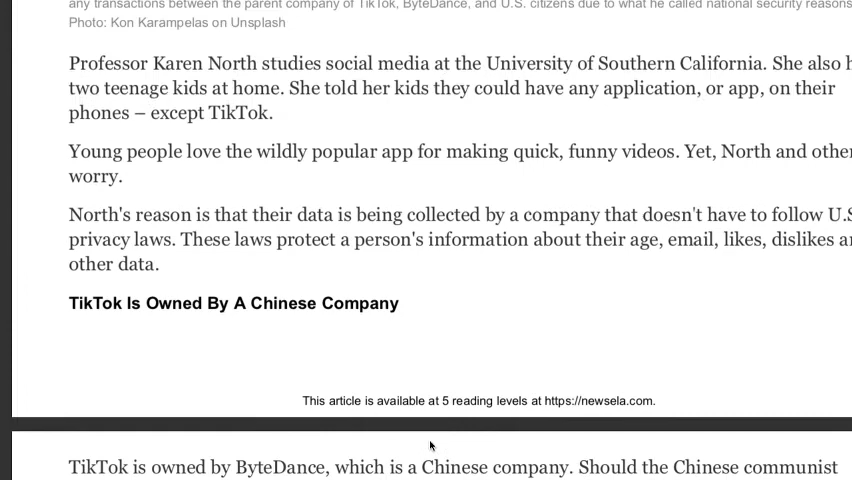 any transactions between the parent company of TikTok, ByteDance, and U.S. citizens due to what he called national security reasons
Photo: Kon Karampelas on Unsplash
Professor Karen North studies social media at the University of Southern California. She also
two teenage kids at home. She told her kids they could have any application, or app, on their
phones – except TikTok.
Young people love the wildly popular app for making quick, funny videos. Yet, North and
worry.
North's reason is that their data is being collected by a company that doesn't have to follow
privacy laws. These laws protect a person's information about their age, email, likes, dislikes
other data.
TikTok Is Owned By A Chinese Company
This article is available at 5 reading levels at https://newsela.com.
TikTok is owned by ByteDance, which is a Chinese company. Should the Chinese communist